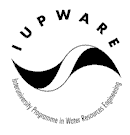 IUPWARE
Interuniversity Programme in Water Resources Engineering